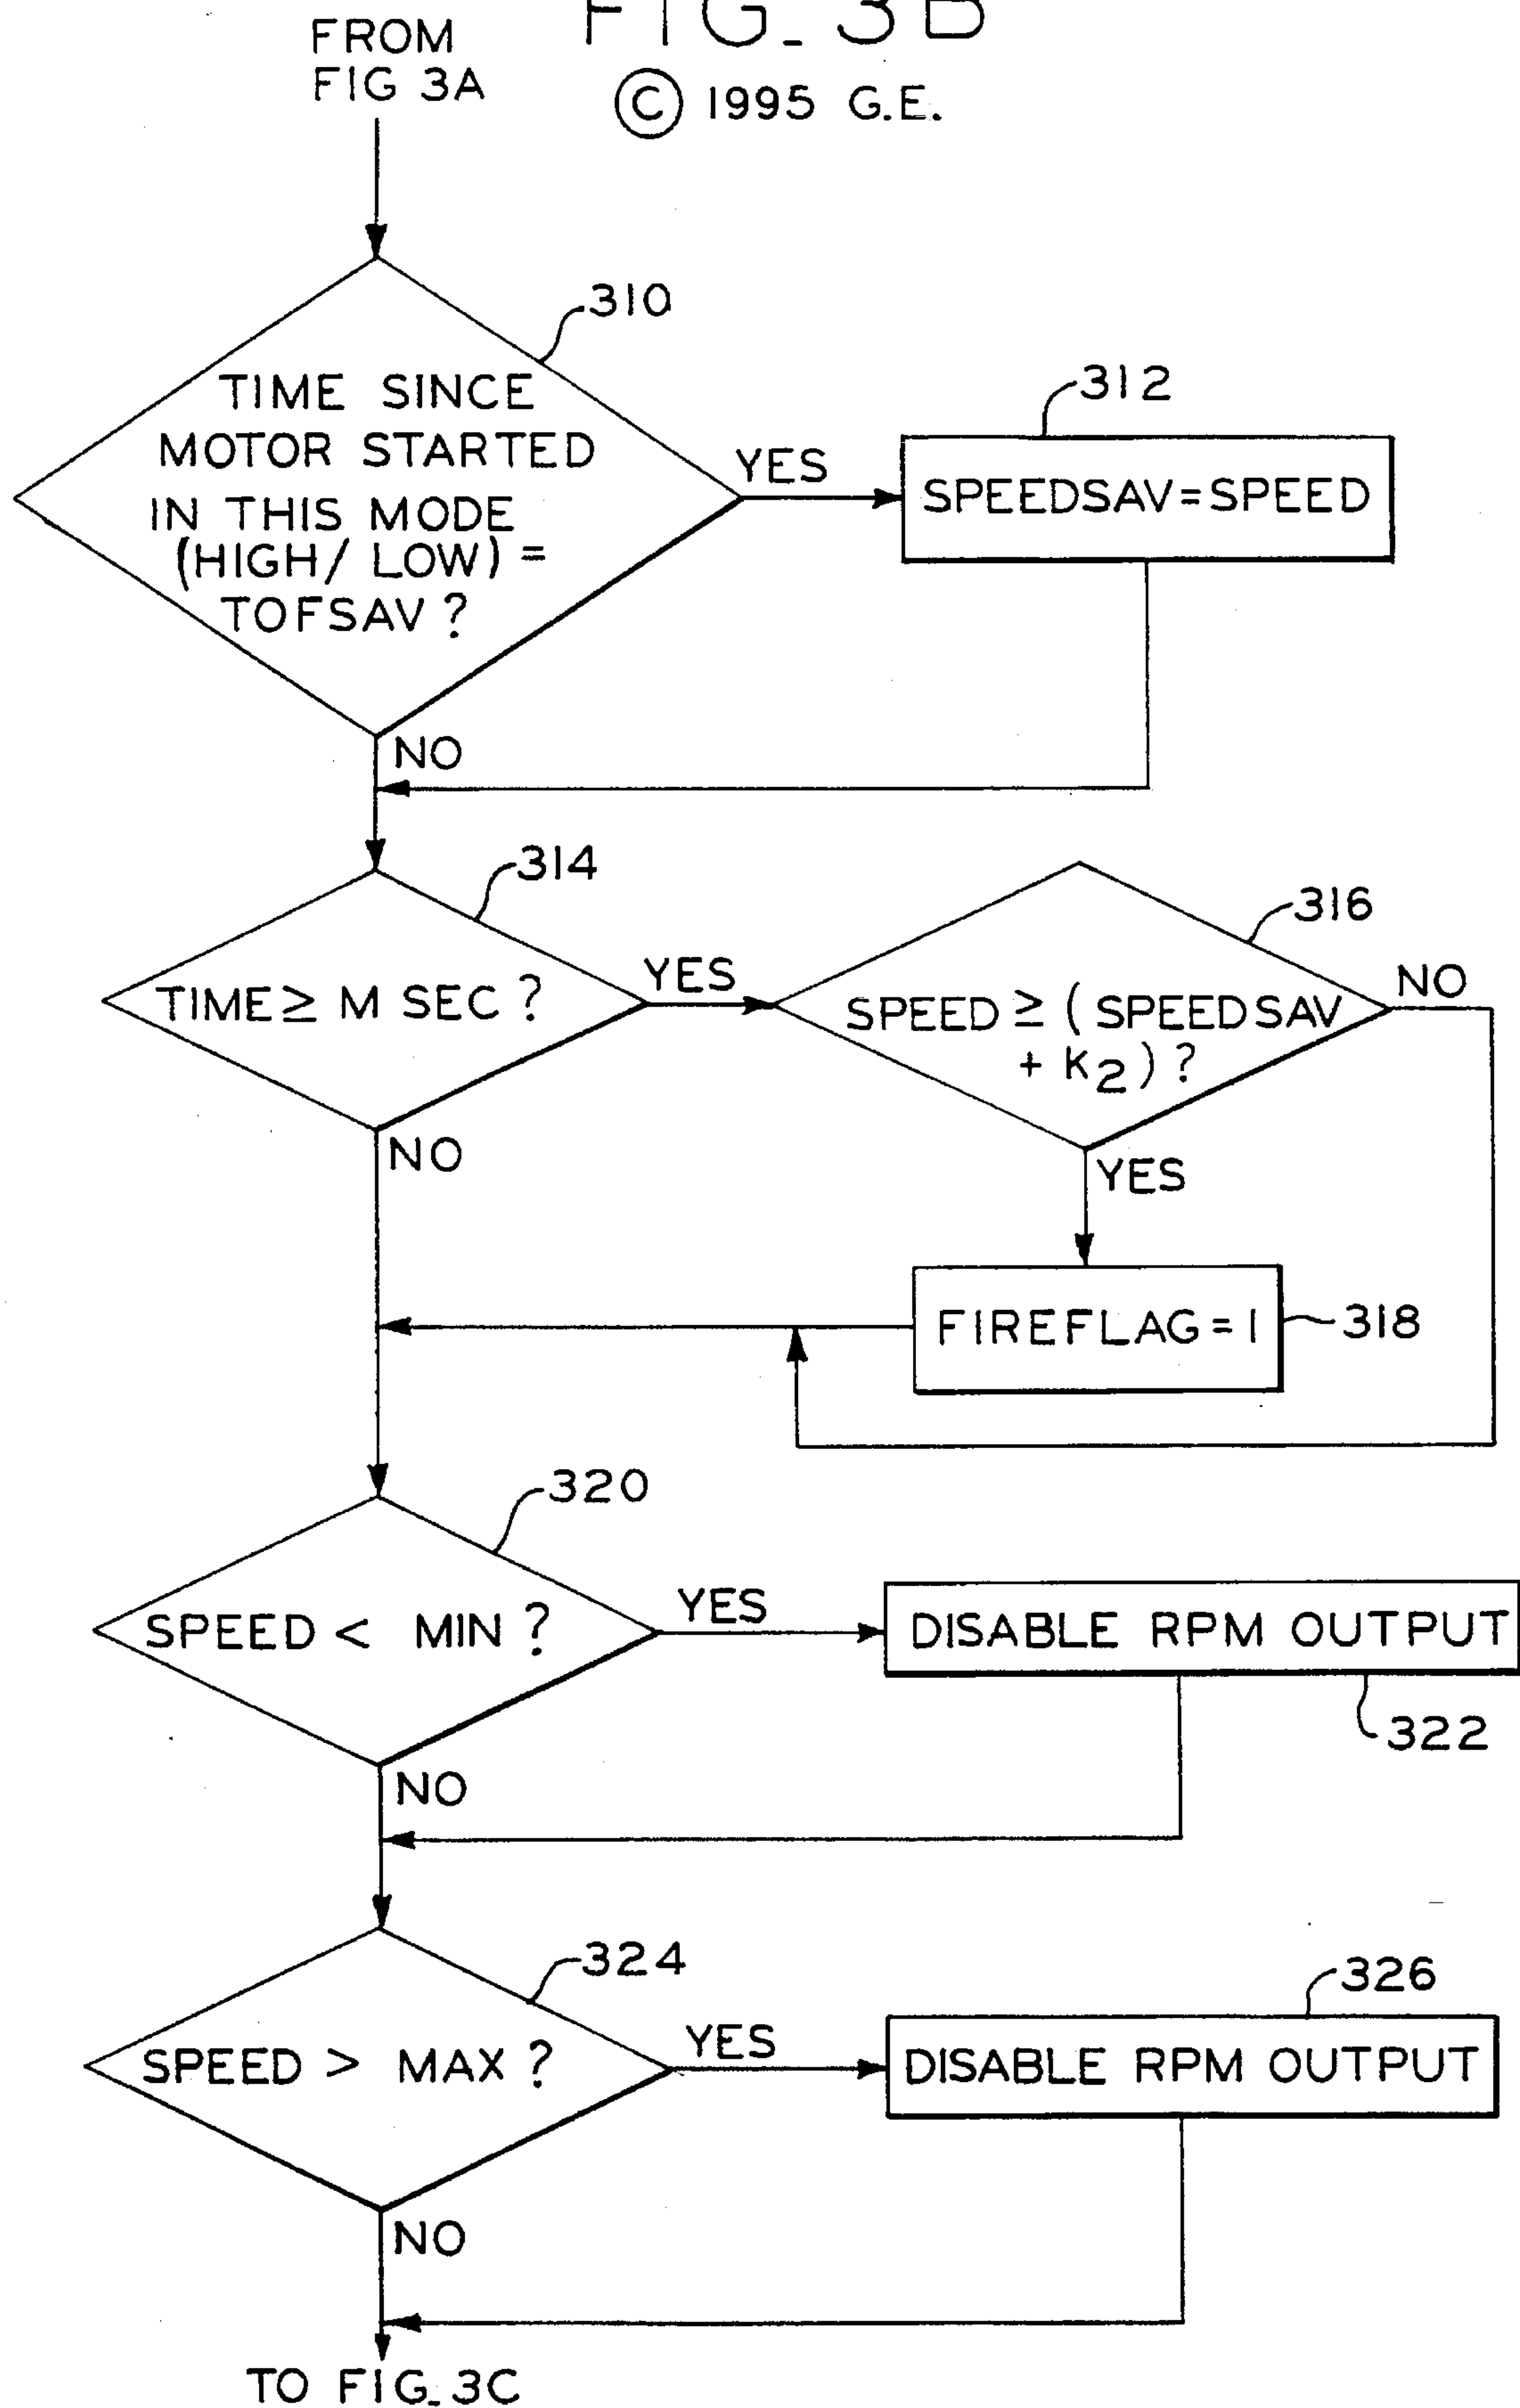 FIG. 3B
FROM
FIG 3A
© 1995 G.E.
310
TIME SINCE
MOTOR STARTED
IN THIS MODE
(HIGH/ LOW) =
TOFSAV ?
YES
312
SPEEDSAV = SPEED
NO
314
TIME ≥ M SEC ?
YES
316
SPEED ≥ ( SPEEDSAV
+ K2 ) ?
NO
NO
YES
FIREFLAG = 1
318
320
SPEED < MIN ?
YES
DISABLE RPM OUTPUT
322
NO
324
SPEED > MAX ?
YES
326
DISABLE RPM OUTPUT
NO
TO FIG. 3C